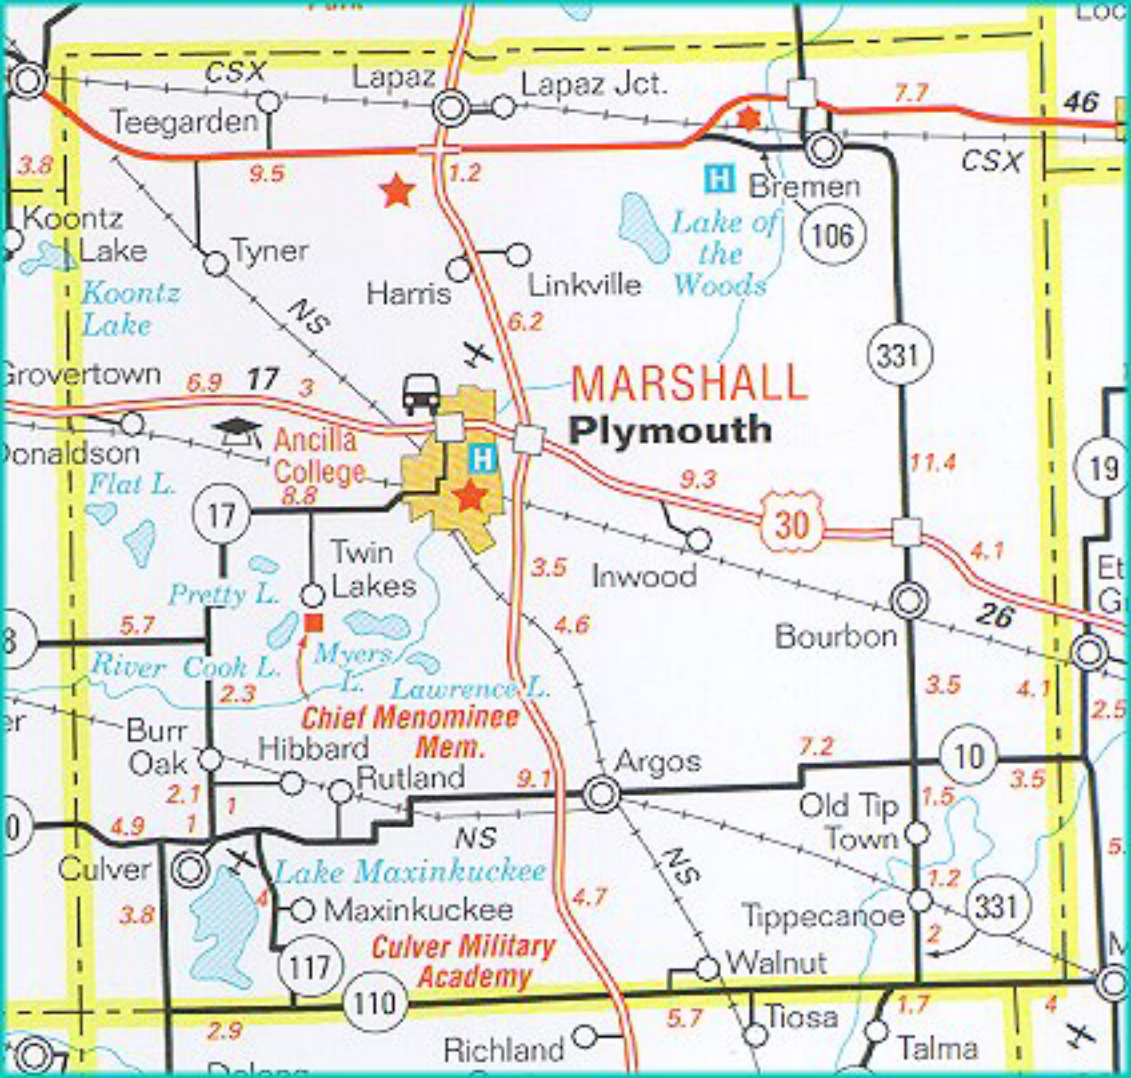 CSX
Lapaz
Lapaz Jct.
7.7
46
Teegarden
3.8
9.5
1.2
CSX
H
Bremen
Koontz
Lake
Tyner
Lake of
the
Woods
106
Koontz
Lake
NS
Harris
Linkville
6.2
331
Grovertown
6.9
17
3
MARSHALL
Plymouth
Donaldson
Ancilla
College
H
11.4
19
Flat L.
8.8
9.3
17
30
4.1
Twin
Lakes
3.5
Inwood
Pretty L.
26
5.7
4.6
Bourbon
River
Cook L.
Myers
L.
Lawrence L.
2.3
3.5
4.1
2.5
Chief Menominee
Mem.
Burr
Oak
Hibbard
Rutland
9.1
Argos
7.2
10
3.5
2.1
1
Old Tip
Town
1.5
4.9
1
NS
Culver
Lake Maxinkuckee
NS
1.2
3.8
4
Maxinkuckee
4.7
Tippecanoe
331
Culver Military
Academy
2
117
Walnut
110
1.7
4
2.9
5.7
Tiosa
Richland
Talma